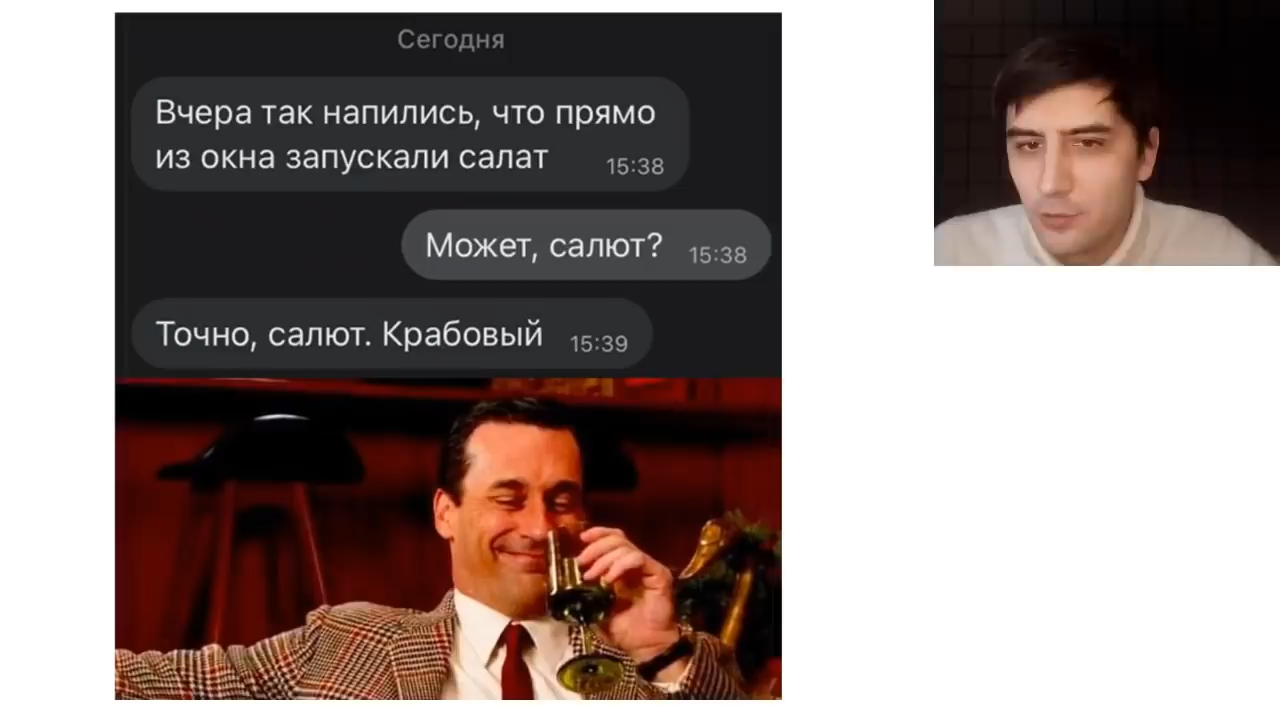 Сегодня
Вчера так напились, что прямо
из окна запускали салат 15:38
Может, салют? 15:38
Точно, салют. Крабовый 15:39